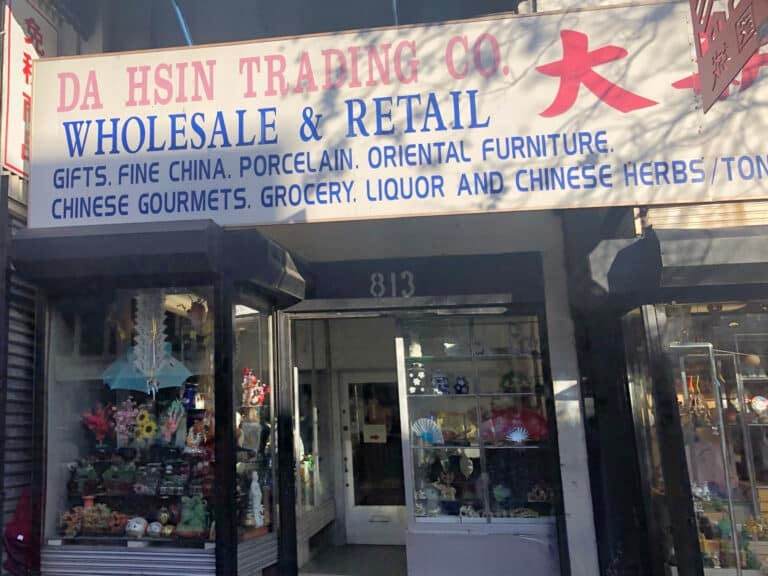 DA HSIN TRADING CO.
大
WHOLESALE & RETAIL
GIFTS. FINE CHINA. PORCELAIN. ORIENTAL FURNITURE.
CHINESE GOURMETS. GROCERY. LIQUOR AND CHINESE HERBS/TON
813